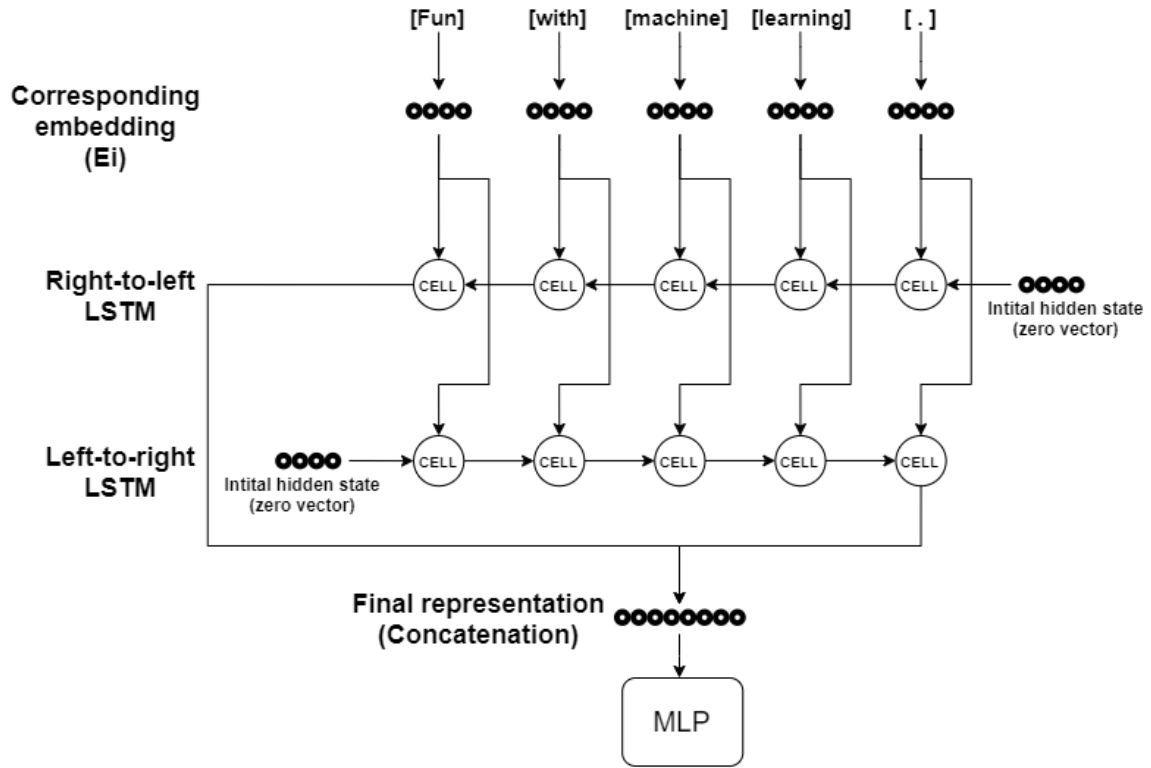 [Fun] [with] [machine] [learning] [ . ]
Corresponding
embedding
(Ei)
Right-to-left
LSTM
CELL CELL CELL CELL CELL
Intital hidden state
(zero vector)
Left-to-right
LSTM
Intital hidden state
(zero vector)
CELL CELL CELL CELL CELL
Final representation
(Concatenation)
MLP